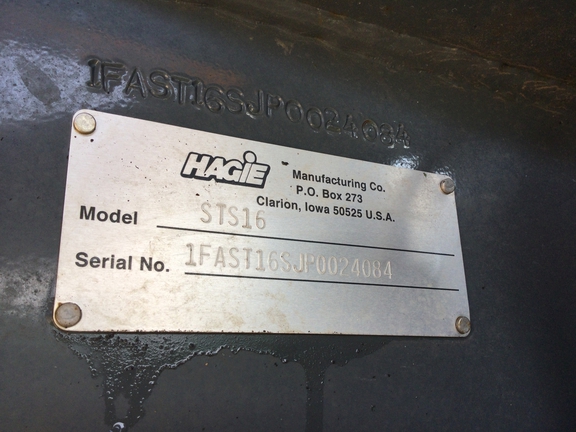 1FAST16SJP0024084
HAGIE Manufacturing Co.
P.O. Box 273
Clarion, Iowa 50525 U.S.A.
Model STS16
Serial No. 1FAST16SJP0024084